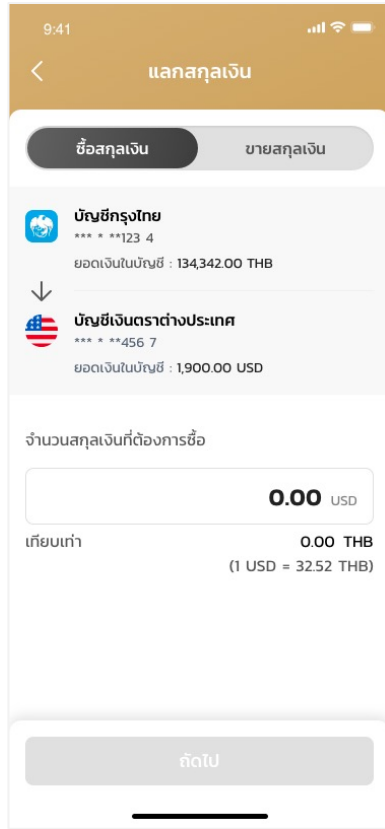 9:41
แลกสกุลเงิน
ซื้อสกุลเงิน
ขายสกุลเงิน
บัญชีกรุงไทย
*** * **123 4
ยอดเงินในบัญชี : 134,342.00 THB
บัญชีเงินตราต่างประเทศ
*** * **456 7
ยอดเงินในบัญชี : 1,900.00 USD
จำนวนสกุลเงินที่ต้องการซื้อ
0.00 USD
เทียบเท่า 0.00 THB
(1 USD = 32.52 THB)
ถัดไป